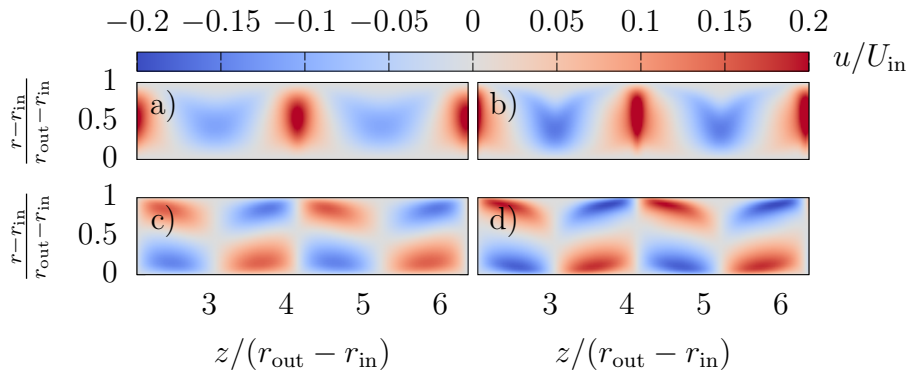 −0.2 −0.15 −0.1 −0.05 0 0.05 0.1 0.15 0.2
u/U_in
1
0.5
0
(r−r_in)/(r_out−r_in)
a)
b)
1
0.5
0
(r−r_in)/(r_out−r_in)
c)
d)
3 4 5 6 3 4 5 6
z/(r_out − r_in) z/(r_out − r_in)